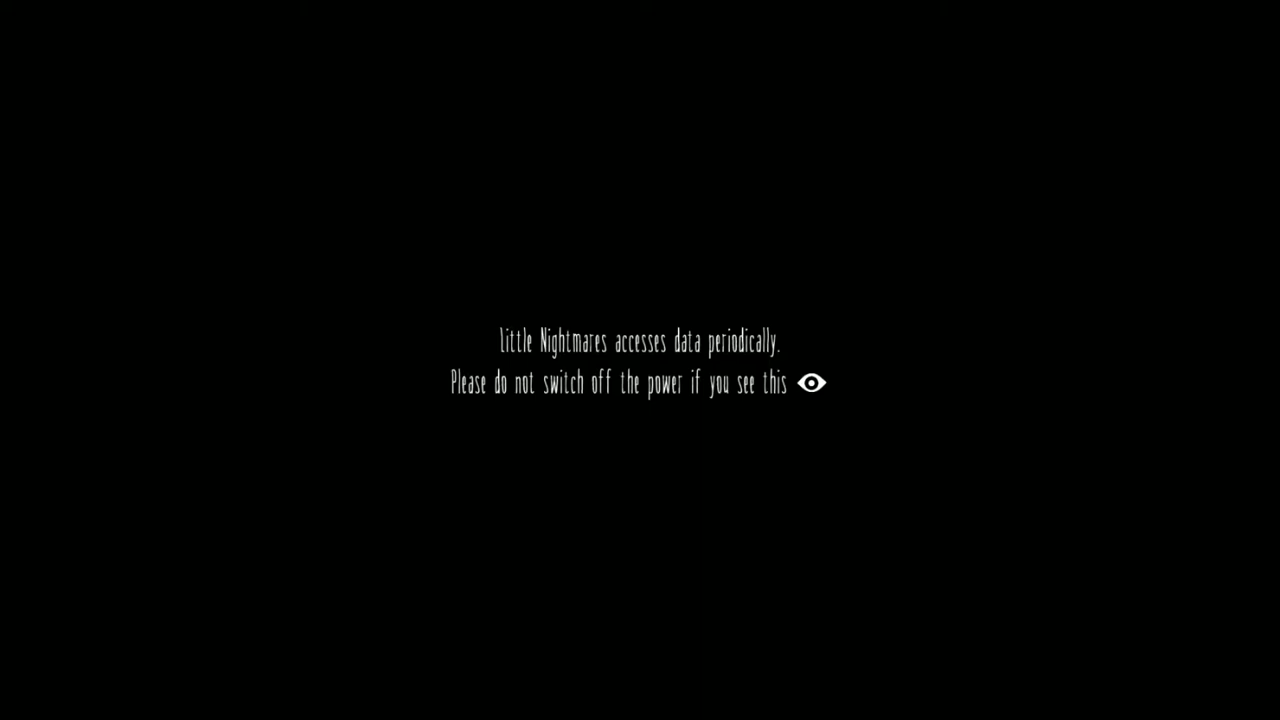 Little Nightmares accesses data periodically.
Please do not switch off the power if you see this